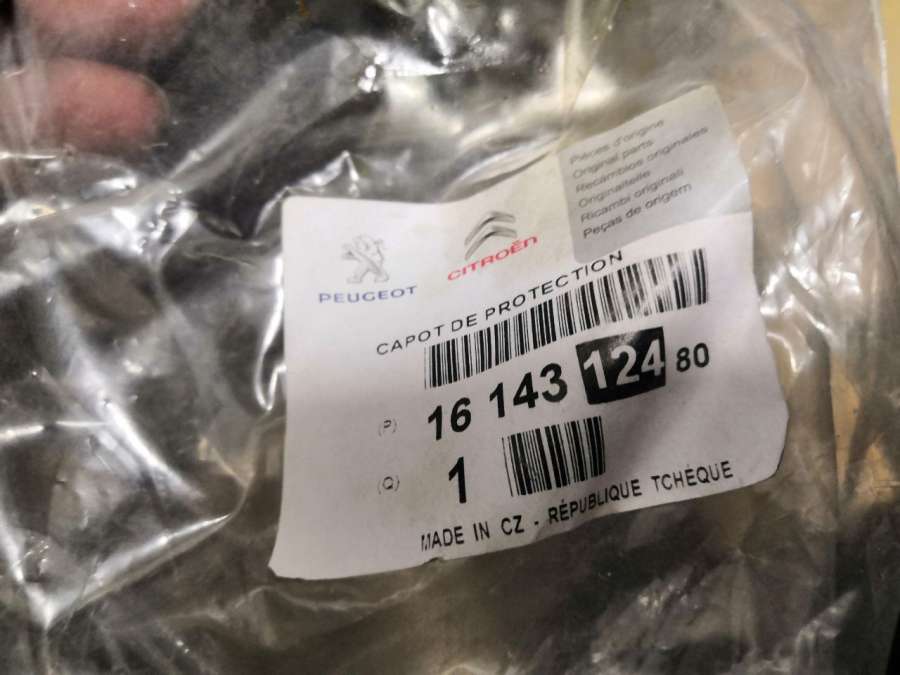 Pièces d'origine
Original parts
Recambios originales
Originalteile
Ricambi originali
Peças de origem
PEUGEOT
CITROËN
CAPOT DE PROTECTION
(P) 16 143 124 80
(Q) 1
MADE IN CZ - RÉPUBLIQUE TCHÈQUE